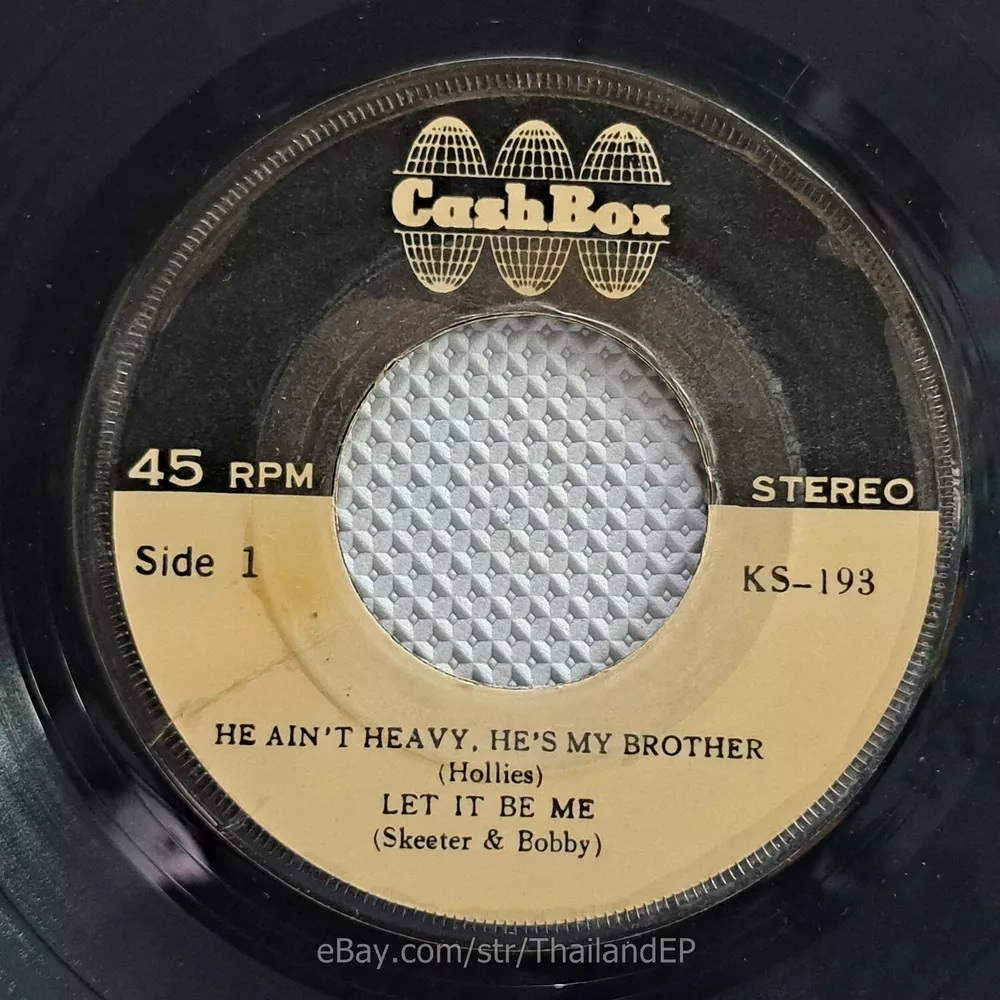 CashBox
45 RPM
STEREO
Side 1
KS-193
HE AIN'T HEAVY, HE'S MY BROTHER
(Hollies)
LET IT BE ME
(Skeeter & Bobby)
eBay.com/str/ThailandEP